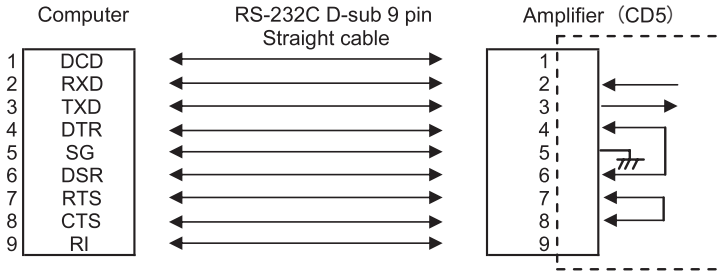 Computer RS-232C D-sub 9 pin Amplifier （CD5）
Straight cable
1 DCD 1
2 RXD 2
3 TXD 3
4 DTR 4
5 SG 5
6 DSR 6
7 RTS 7
8 CTS 8
9 RI 9